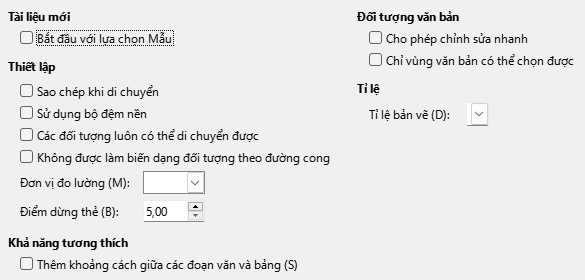 Tài liệu mới
Bắt đầu với lựa chọn Mẫu
Thiết lập
Sao chép khi di chuyển
Sử dụng bộ đệm nền
Các đối tượng luôn có thể di chuyển được
Không được làm biến dạng đối tượng theo đường cong
Đơn vị đo lường (M):
Điểm dừng thẻ (B): 5,00
Khả năng tương thích
Thêm khoảng cách giữa các đoạn văn và bảng (S)
Đối tượng văn bản
Cho phép chỉnh sửa nhanh
Chỉ vùng văn bản có thể chọn được
Tỉ lệ
Tỉ lệ bản vẽ (D):